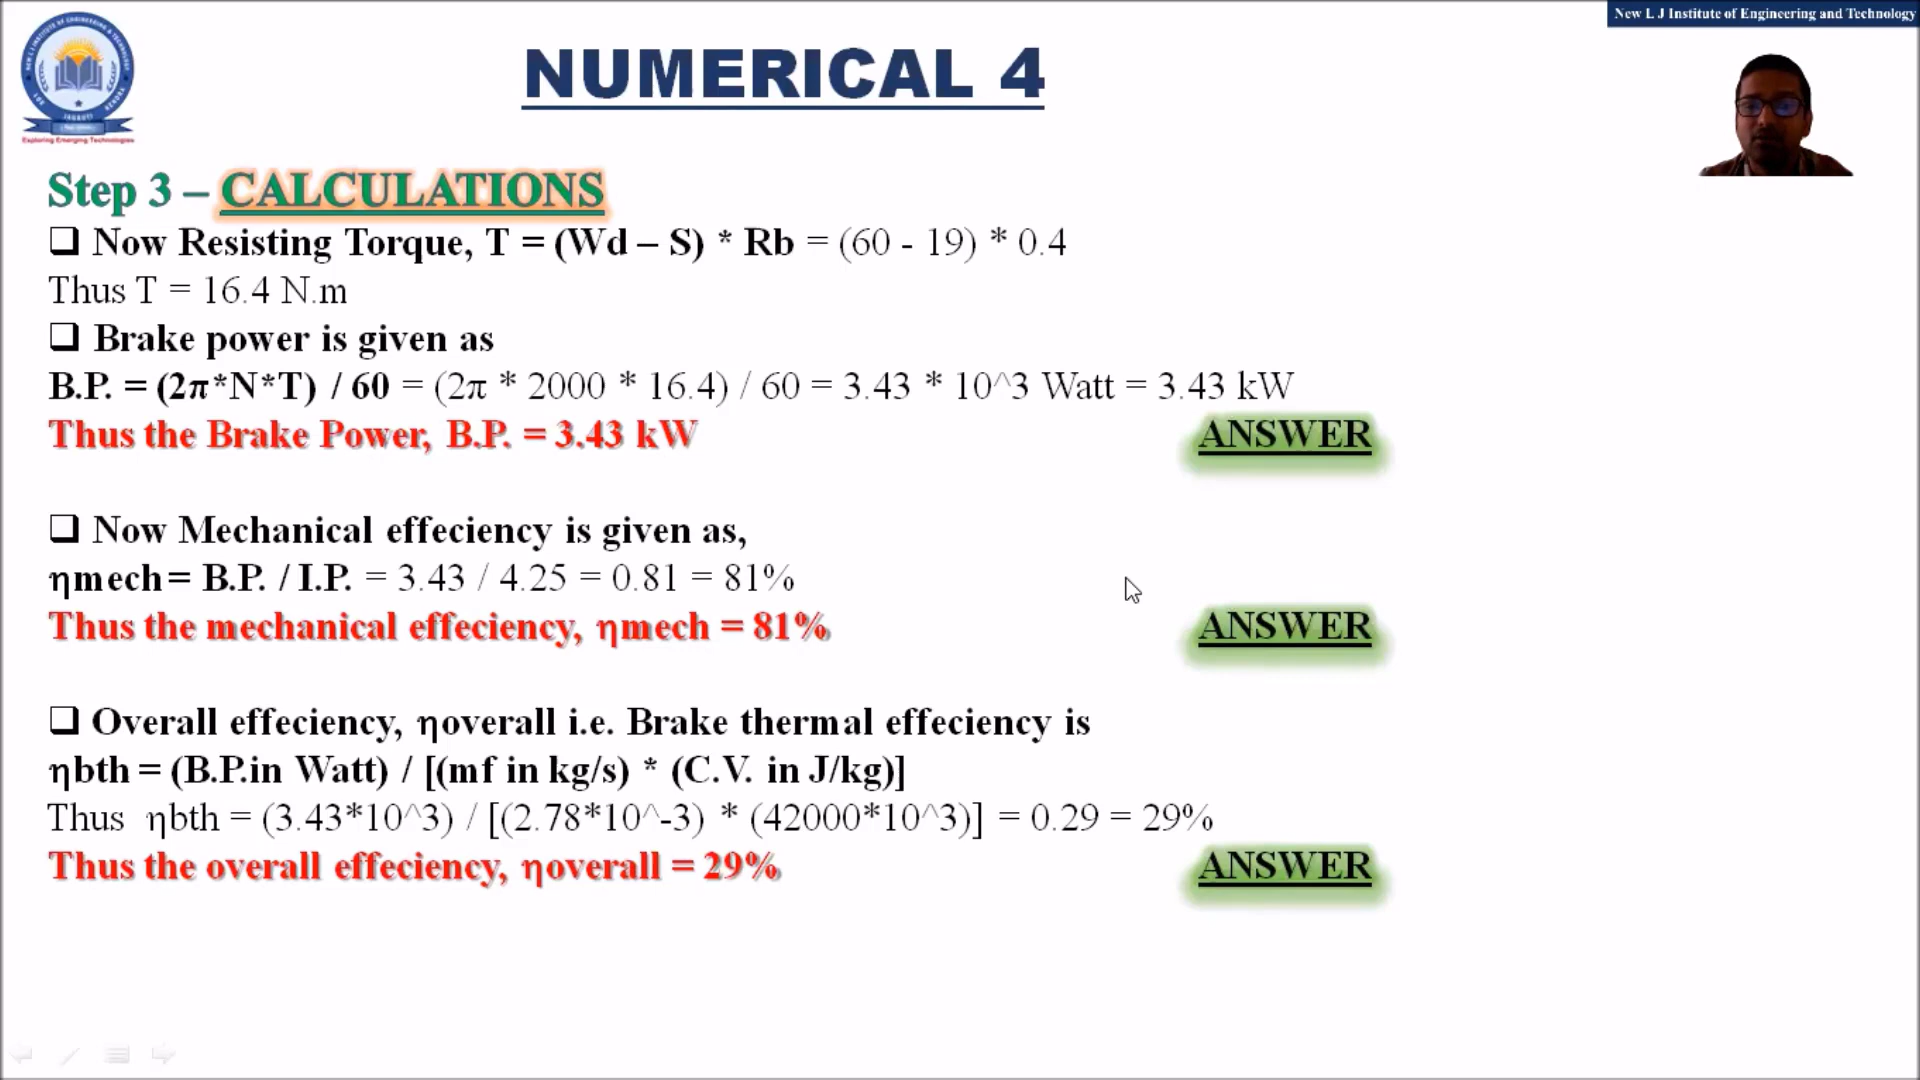 New L J Institute of Engineering and Technology
NUMERICAL 4
Exploring Emerging Technologies
Step 3 – CALCULATIONS
❑ Now Resisting Torque, T = (Wd – S) * Rb = (60 - 19) * 0.4
Thus T = 16.4 N.m
❑ Brake power is given as
B.P. = (2π*N*T) / 60 = (2π * 2000 * 16.4) / 60 = 3.43 * 10^3 Watt = 3.43 kW
Thus the Brake Power, B.P. = 3.43 kW ANSWER
❑ Now Mechanical effeciency is given as,
ηmech= B.P. / I.P. = 3.43 / 4.25 = 0.81 = 81%
Thus the mechanical effeciency, ηmech = 81% ANSWER
❑ Overall effeciency, ηoverall i.e. Brake thermal effeciency is
ηbth = (B.P.in Watt) / [(mf in kg/s) * (C.V. in J/kg)]
Thus ηbth = (3.43*10^3) / [(2.78*10^-3) * (42000*10^3)] = 0.29 = 29%
Thus the overall effeciency, ηoverall = 29% ANSWER